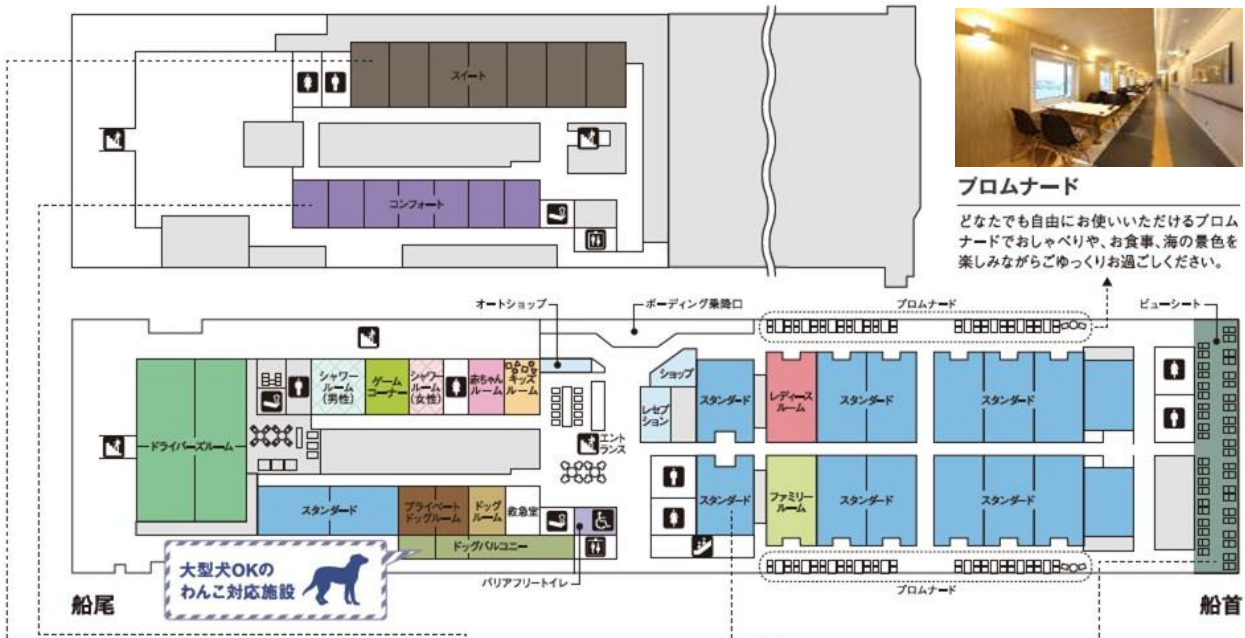 スイート
コンフォート
プロムナード
どなたでも自由にお使いいただけるプロム
ナードでおしゃべりや、お食事、海の景色を
楽しみながらごゆっくりお過ごしください。
オートショップ
ボーディング乗降口
プロムナード
ビューシート
シャワー
ルーム
(男性)
ゲーム
コーナー
シャワー
ルーム
(女性)
赤ちゃん
ルーム
キッズ
ルーム
ショップ
レセプ
ション
スタンダード
レディース
ルーム
スタンダード
スタンダード
ドライバーズルーム
エント
ランス
スタンダード
プライベート
ドッグルーム
ドッグ
ルーム
救急室
スタンダード
ファミリー
ルーム
スタンダード
スタンダード
ドッグバルコニー
大型犬OKの
わんこ対応施設
バリアフリートイレ
プロムナード
船尾
船首